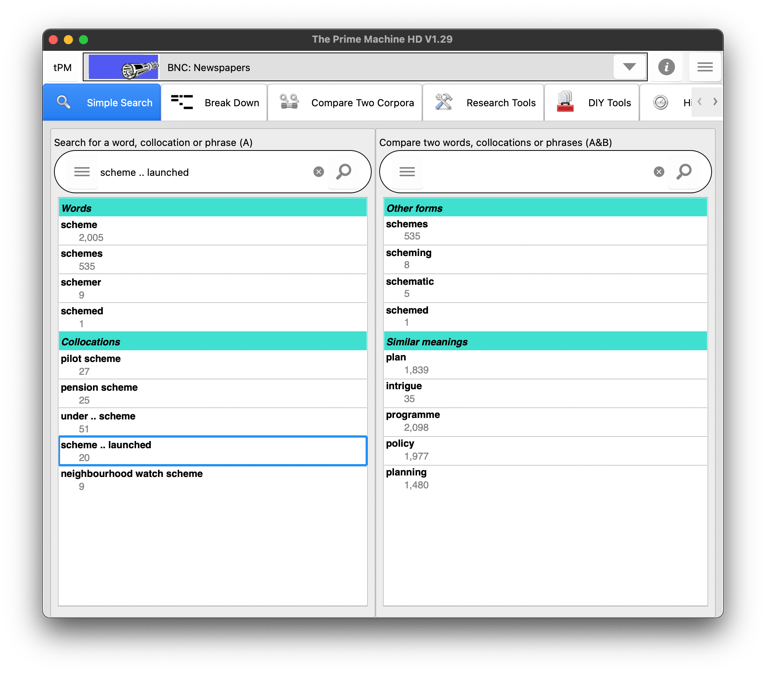 The Prime Machine HD V1.29
tPM
BNC: Newspapers
Simple Search
Break Down
Compare Two Corpora
Research Tools
DIY Tools
Search for a word, collocation or phrase (A)
scheme .. launched
Words
scheme
2,005
schemes
535
schemer
9
schemed
1
Collocations
pilot scheme
27
pension scheme
25
under .. scheme
51
scheme .. launched
20
neighbourhood watch scheme
9
Compare two words, collocations or phrases (A&B)
Other forms
schemes
535
scheming
8
schematic
5
schemed
1
Similar meanings
plan
1,839
intrigue
35
programme
2,098
policy
1,977
planning
1,480